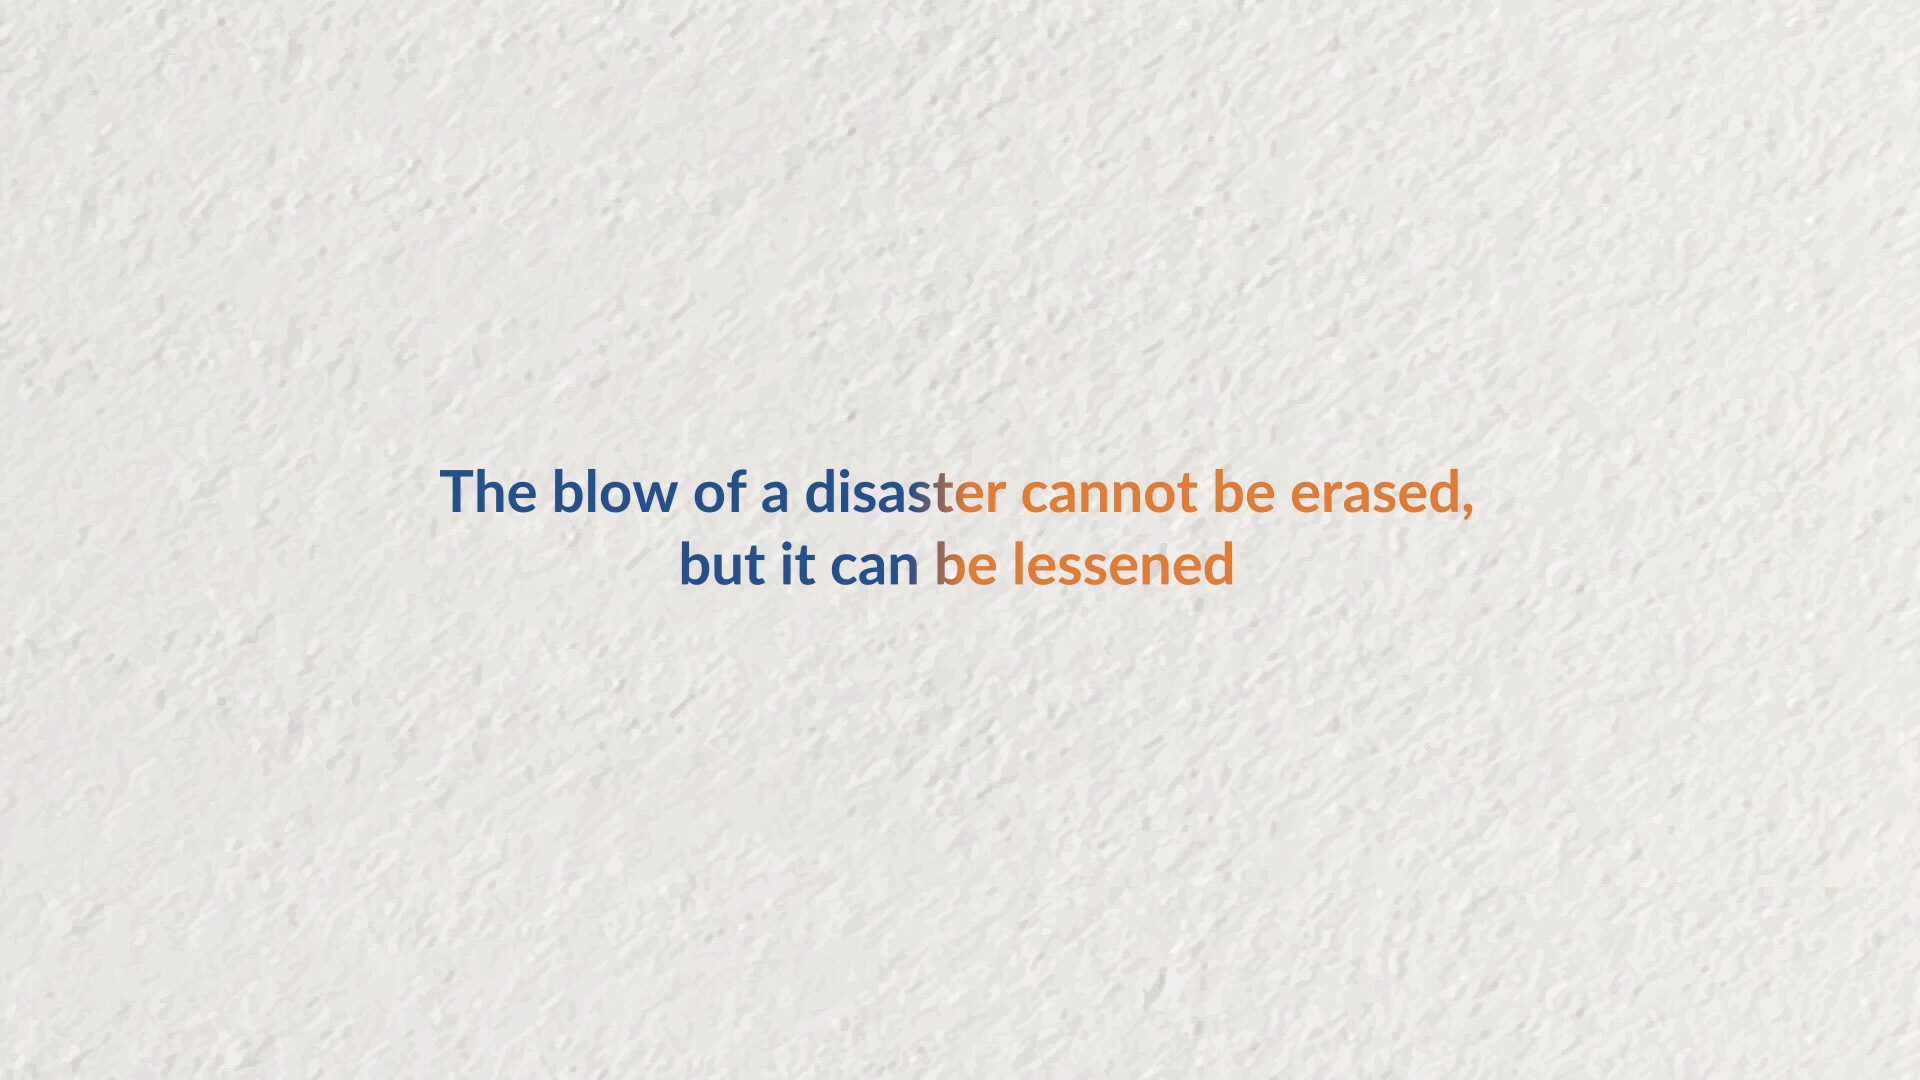 The blow of a disaster cannot be erased,
but it can be lessened